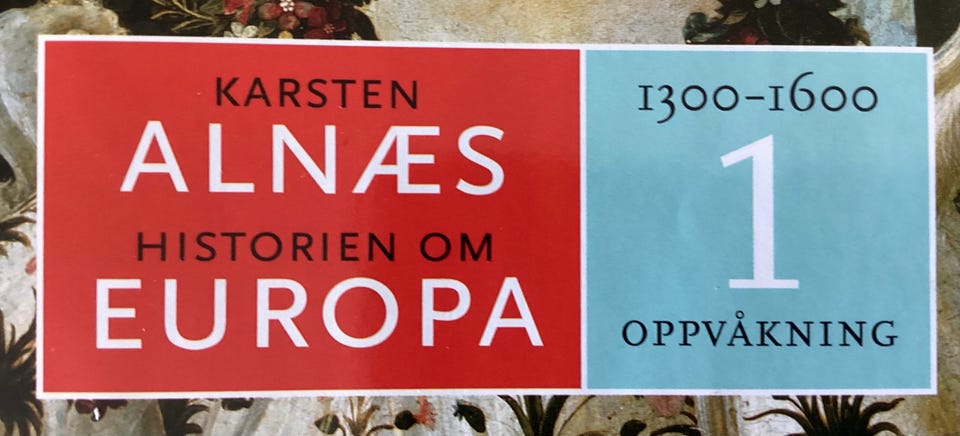 KARSTEN
ALNÆS
HISTORIEN OM
EUROPA
1300–1600
1
OPPVÅKNING